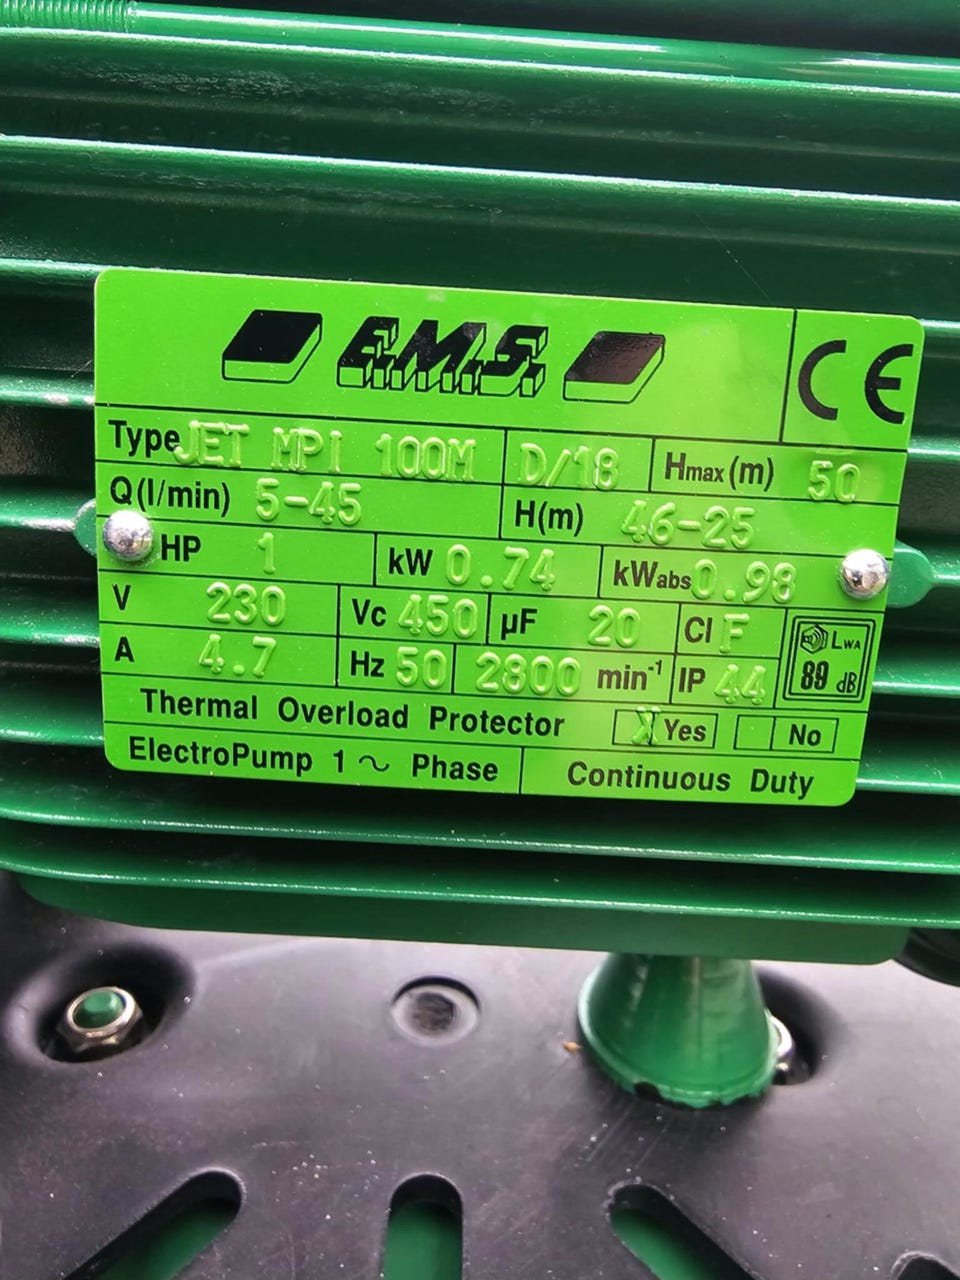 E.M.S. CE
Type JET MPI 100M D/18 Hmax (m) 50
Q(l/min) 5-45 H(m) 46-25
HP 1 kW 0.74 kWabs 0.98
V 230 Vc 450 µF 20 Cl F LWA
A 4.7 Hz 50 2800 min-1 IP 44 89 dB
Thermal Overload Protector X Yes No
ElectroPump 1 ~ Phase Continuous Duty